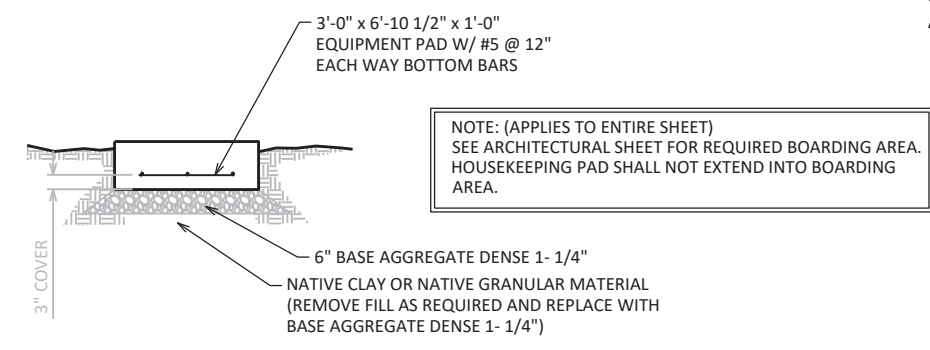 3'-0" x 6'-10 1/2" x 1'-0"
EQUIPMENT PAD W/ #5 @ 12"
EACH WAY BOTTOM BARS
NOTE: (APPLIES TO ENTIRE SHEET)
SEE ARCHITECTURAL SHEET FOR REQUIRED BOARDING AREA.
HOUSEKEEPING PAD SHALL NOT EXTEND INTO BOARDING
AREA.
3" COVER
6" BASE AGGREGATE DENSE 1- 1/4"
NATIVE CLAY OR NATIVE GRANULAR MATERIAL
(REMOVE FILL AS REQUIRED AND REPLACE WITH
BASE AGGREGATE DENSE 1- 1/4")